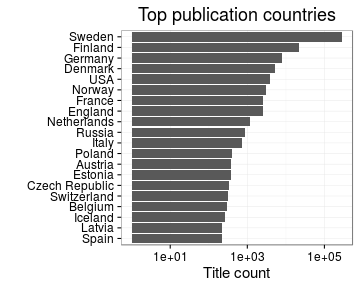 Top publication countries
Sweden
Finland
Germany
Denmark
USA
Norway
France
England
Netherlands
Russia
Italy
Poland
Austria
Estonia
Czech Republic
Switzerland
Belgium
Iceland
Latvia
Spain
1e+01 1e+03 1e+05
Title count